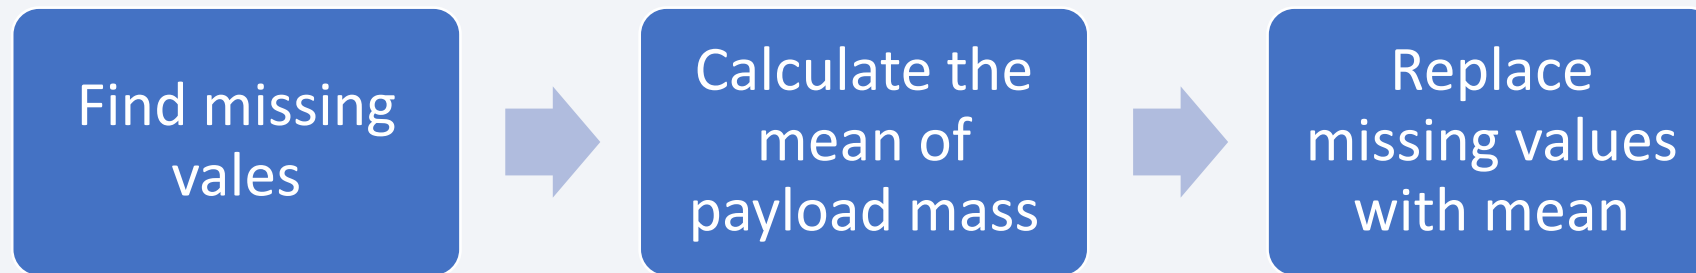 Find missing
vales
Calculate the
mean of
payload mass
Replace
missing values
with mean